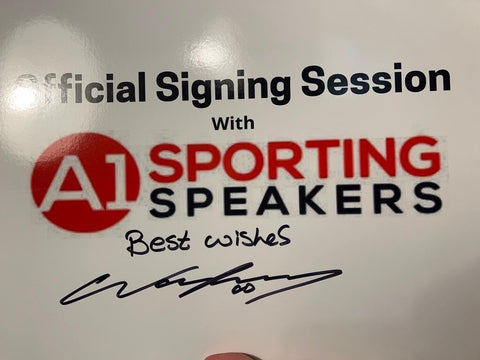 Official Signing Session
With
A1 SPORTING
SPEAKERS
Best wishes